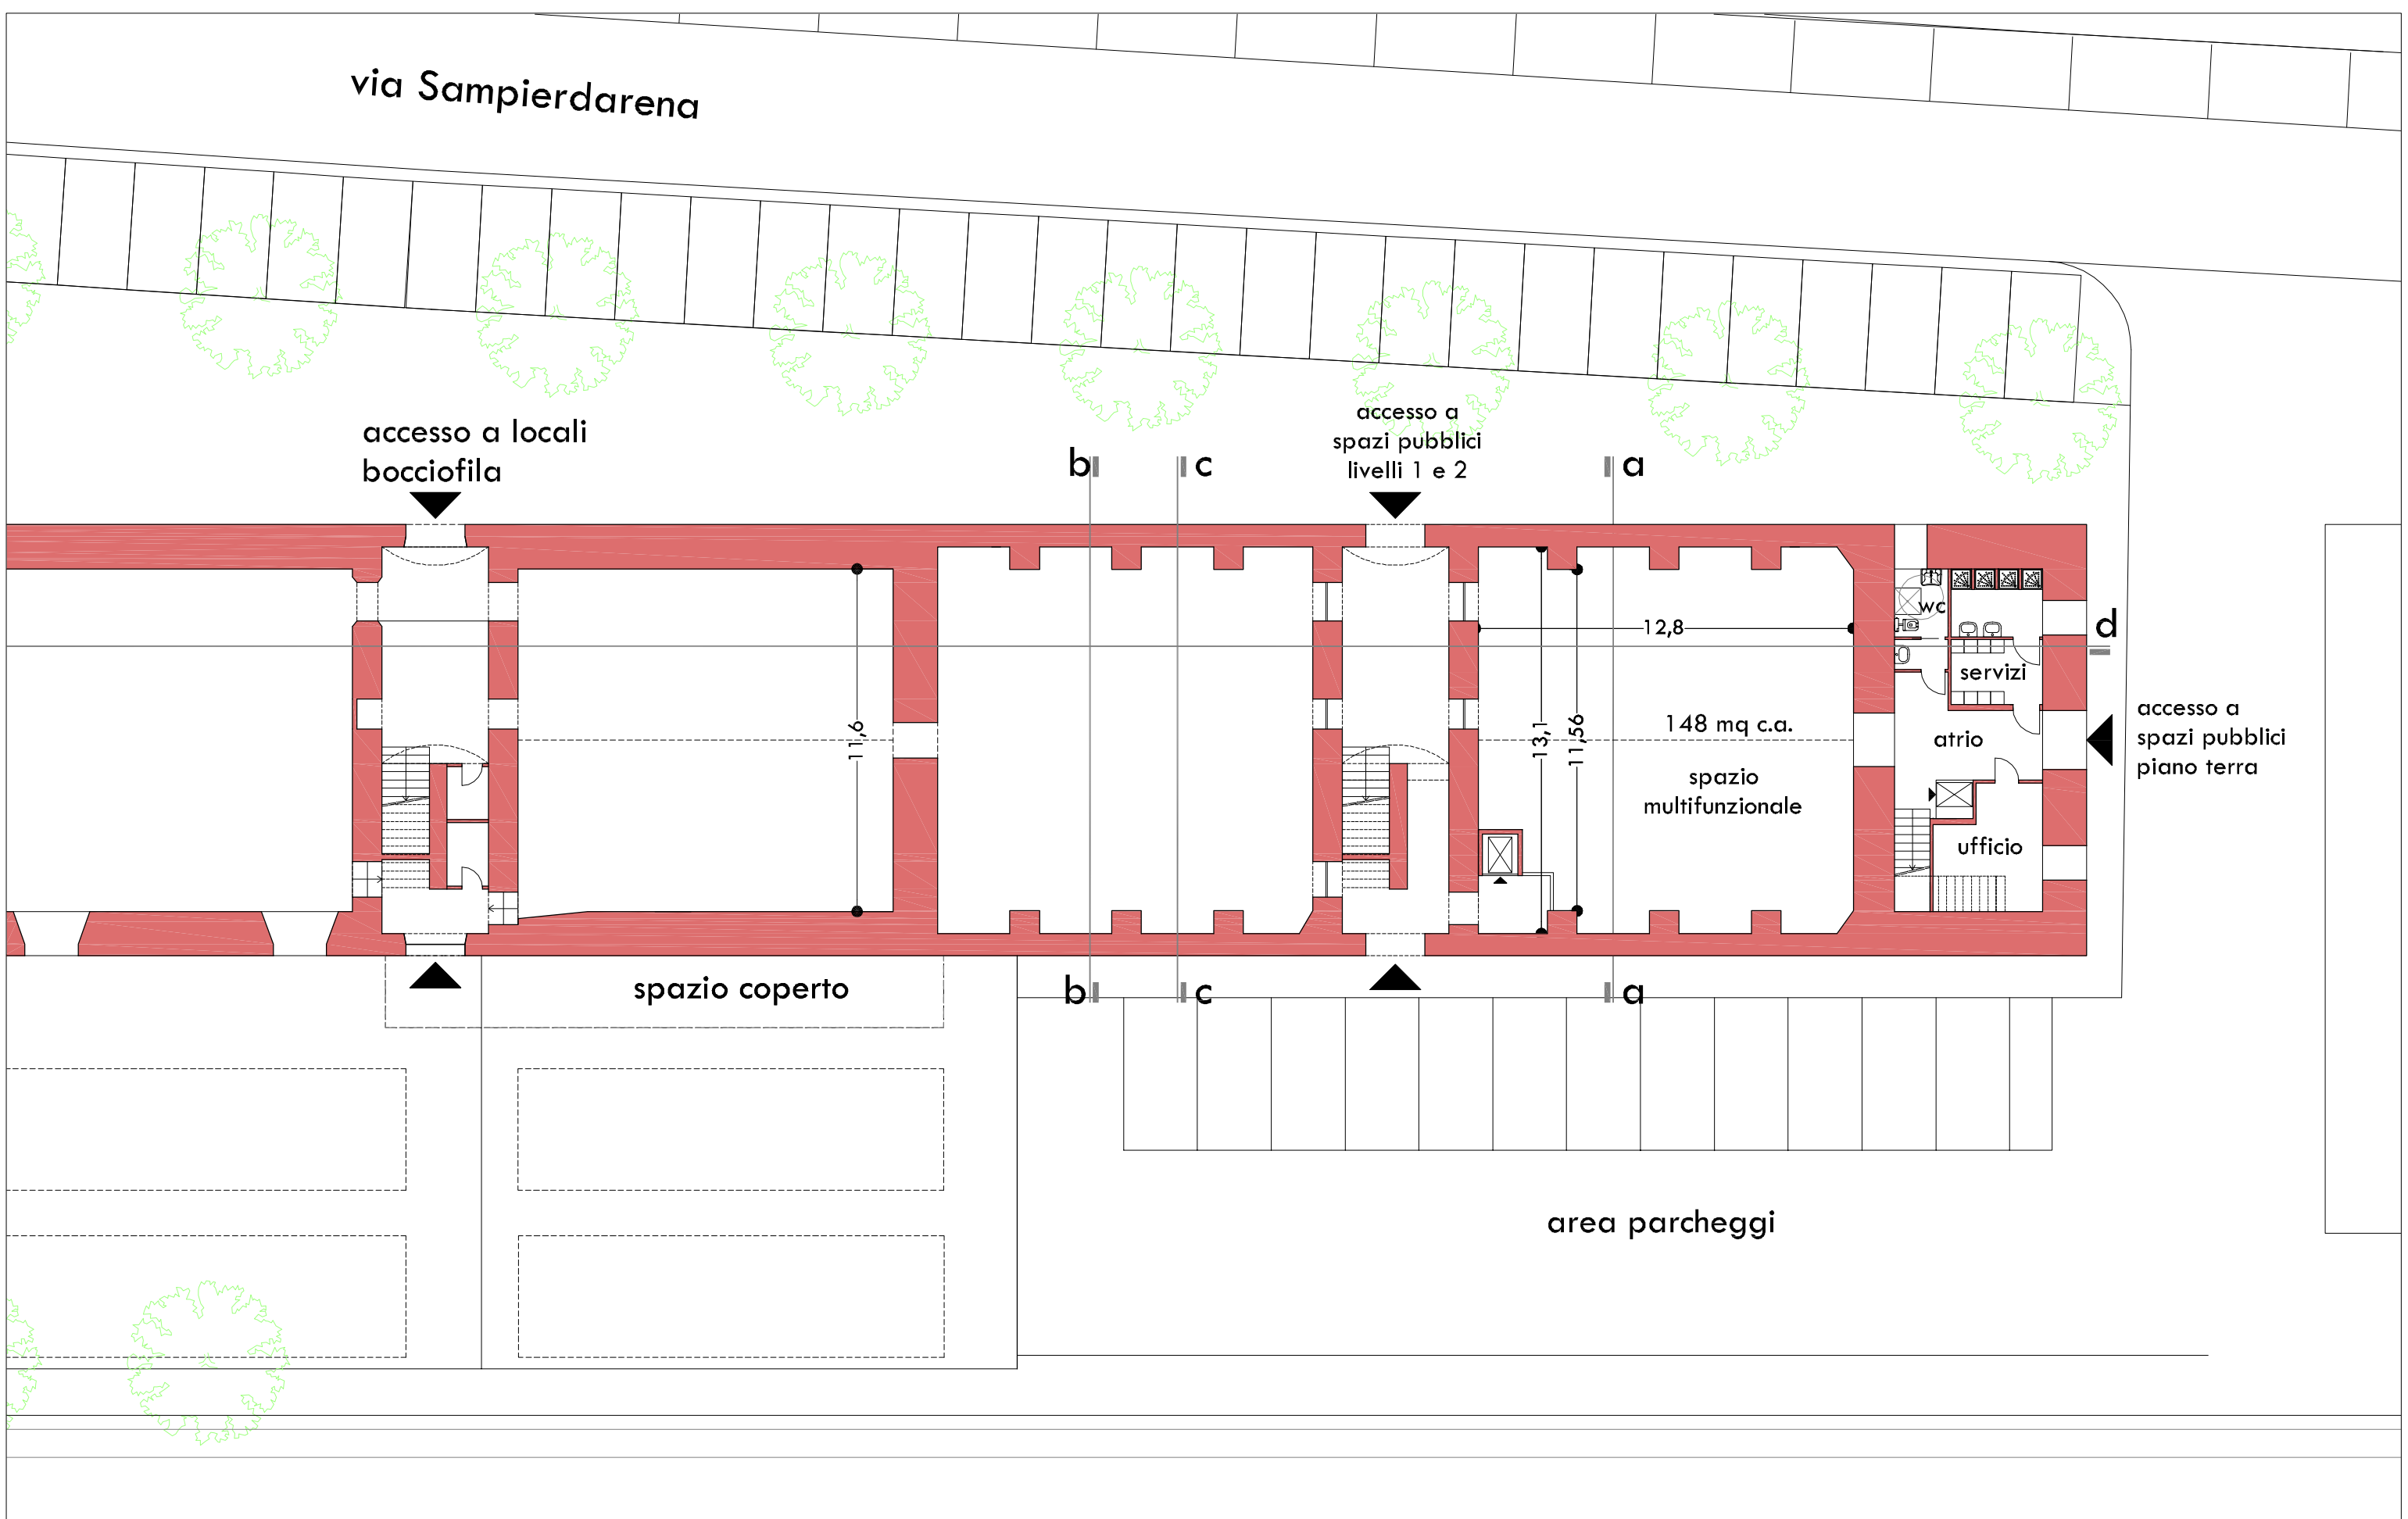 via Sampierdarena
accesso a locali
bocciofila
accesso a
spazi pubblici
livelli 1 e 2
b
c
a
d
wc
servizi
12,8
11,6
13,1
11,56
148 mq c.a.
spazio
multifunzionale
atrio
ufficio
accesso a
spazi pubblici
piano terra
spazio coperto
b
c
a
area parcheggi